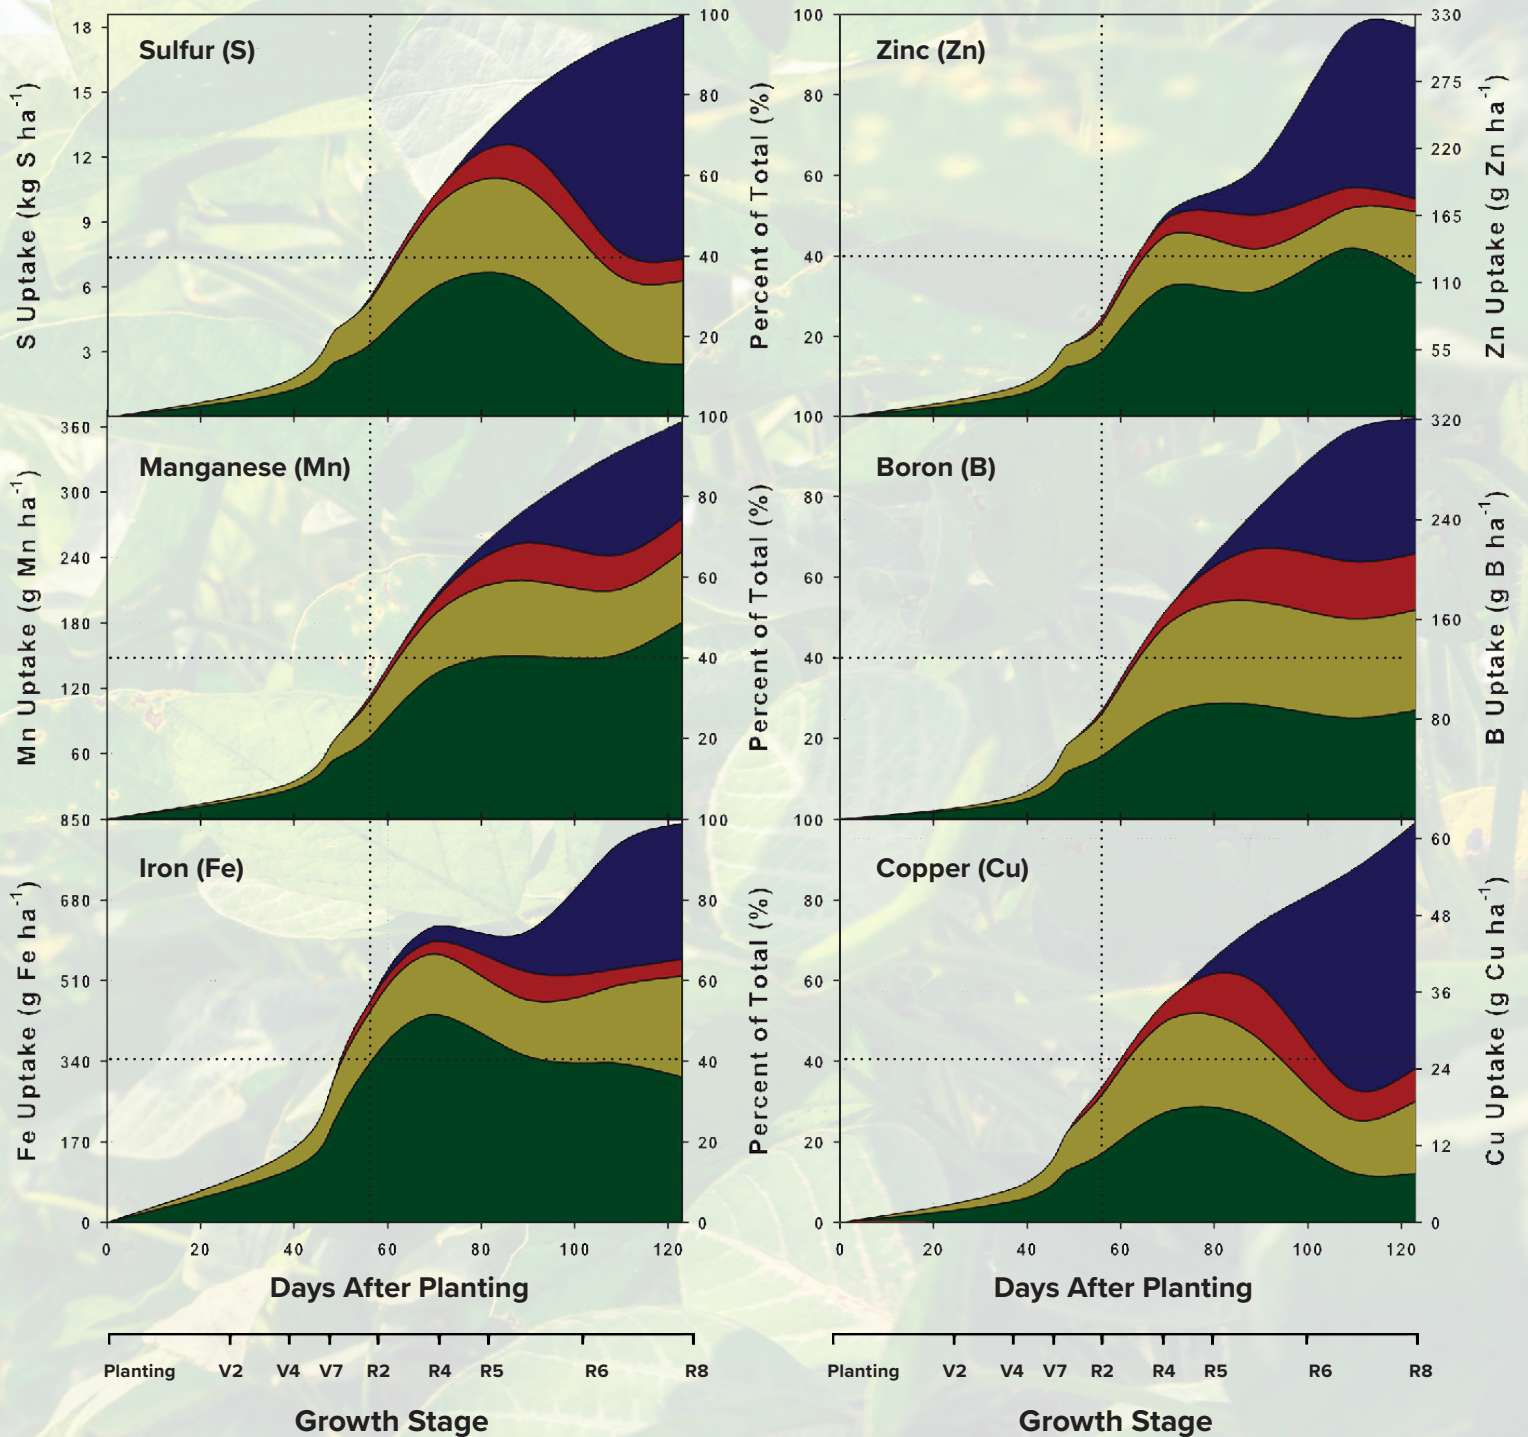 Sulfur (S)
S Uptake (kg S ha⁻¹)
18
15
12
9
6
3
100
80
60
40
20
Percent of Total (%)
Zinc (Zn)
100
80
60
40
20
330
275
220
165
110
55
Zn Uptake (g Zn ha⁻¹)
Manganese (Mn)
Mn Uptake (g Mn ha⁻¹)
360
300
240
180
120
60
100
80
60
40
20
Percent of Total (%)
Boron (B)
100
80
60
40
20
320
240
160
80
B Uptake (g B ha⁻¹)
Iron (Fe)
Fe Uptake (g Fe ha⁻¹)
850
680
510
340
170
0
100
80
60
40
20
0
Percent of Total (%)
Copper (Cu)
100
80
60
40
20
0
60
48
36
24
12
0
Cu Uptake (g Cu ha⁻¹)
0 20 40 60 80 100 120
Days After Planting
0 20 40 60 80 100 120
Days After Planting
Planting V2 V4 V7 R2 R4 R5 R6 R8
Growth Stage
Planting V2 V4 V7 R2 R4 R5 R6 R8
Growth Stage